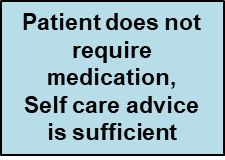 Patient does not
require
medication,
Self care advice
is sufficient